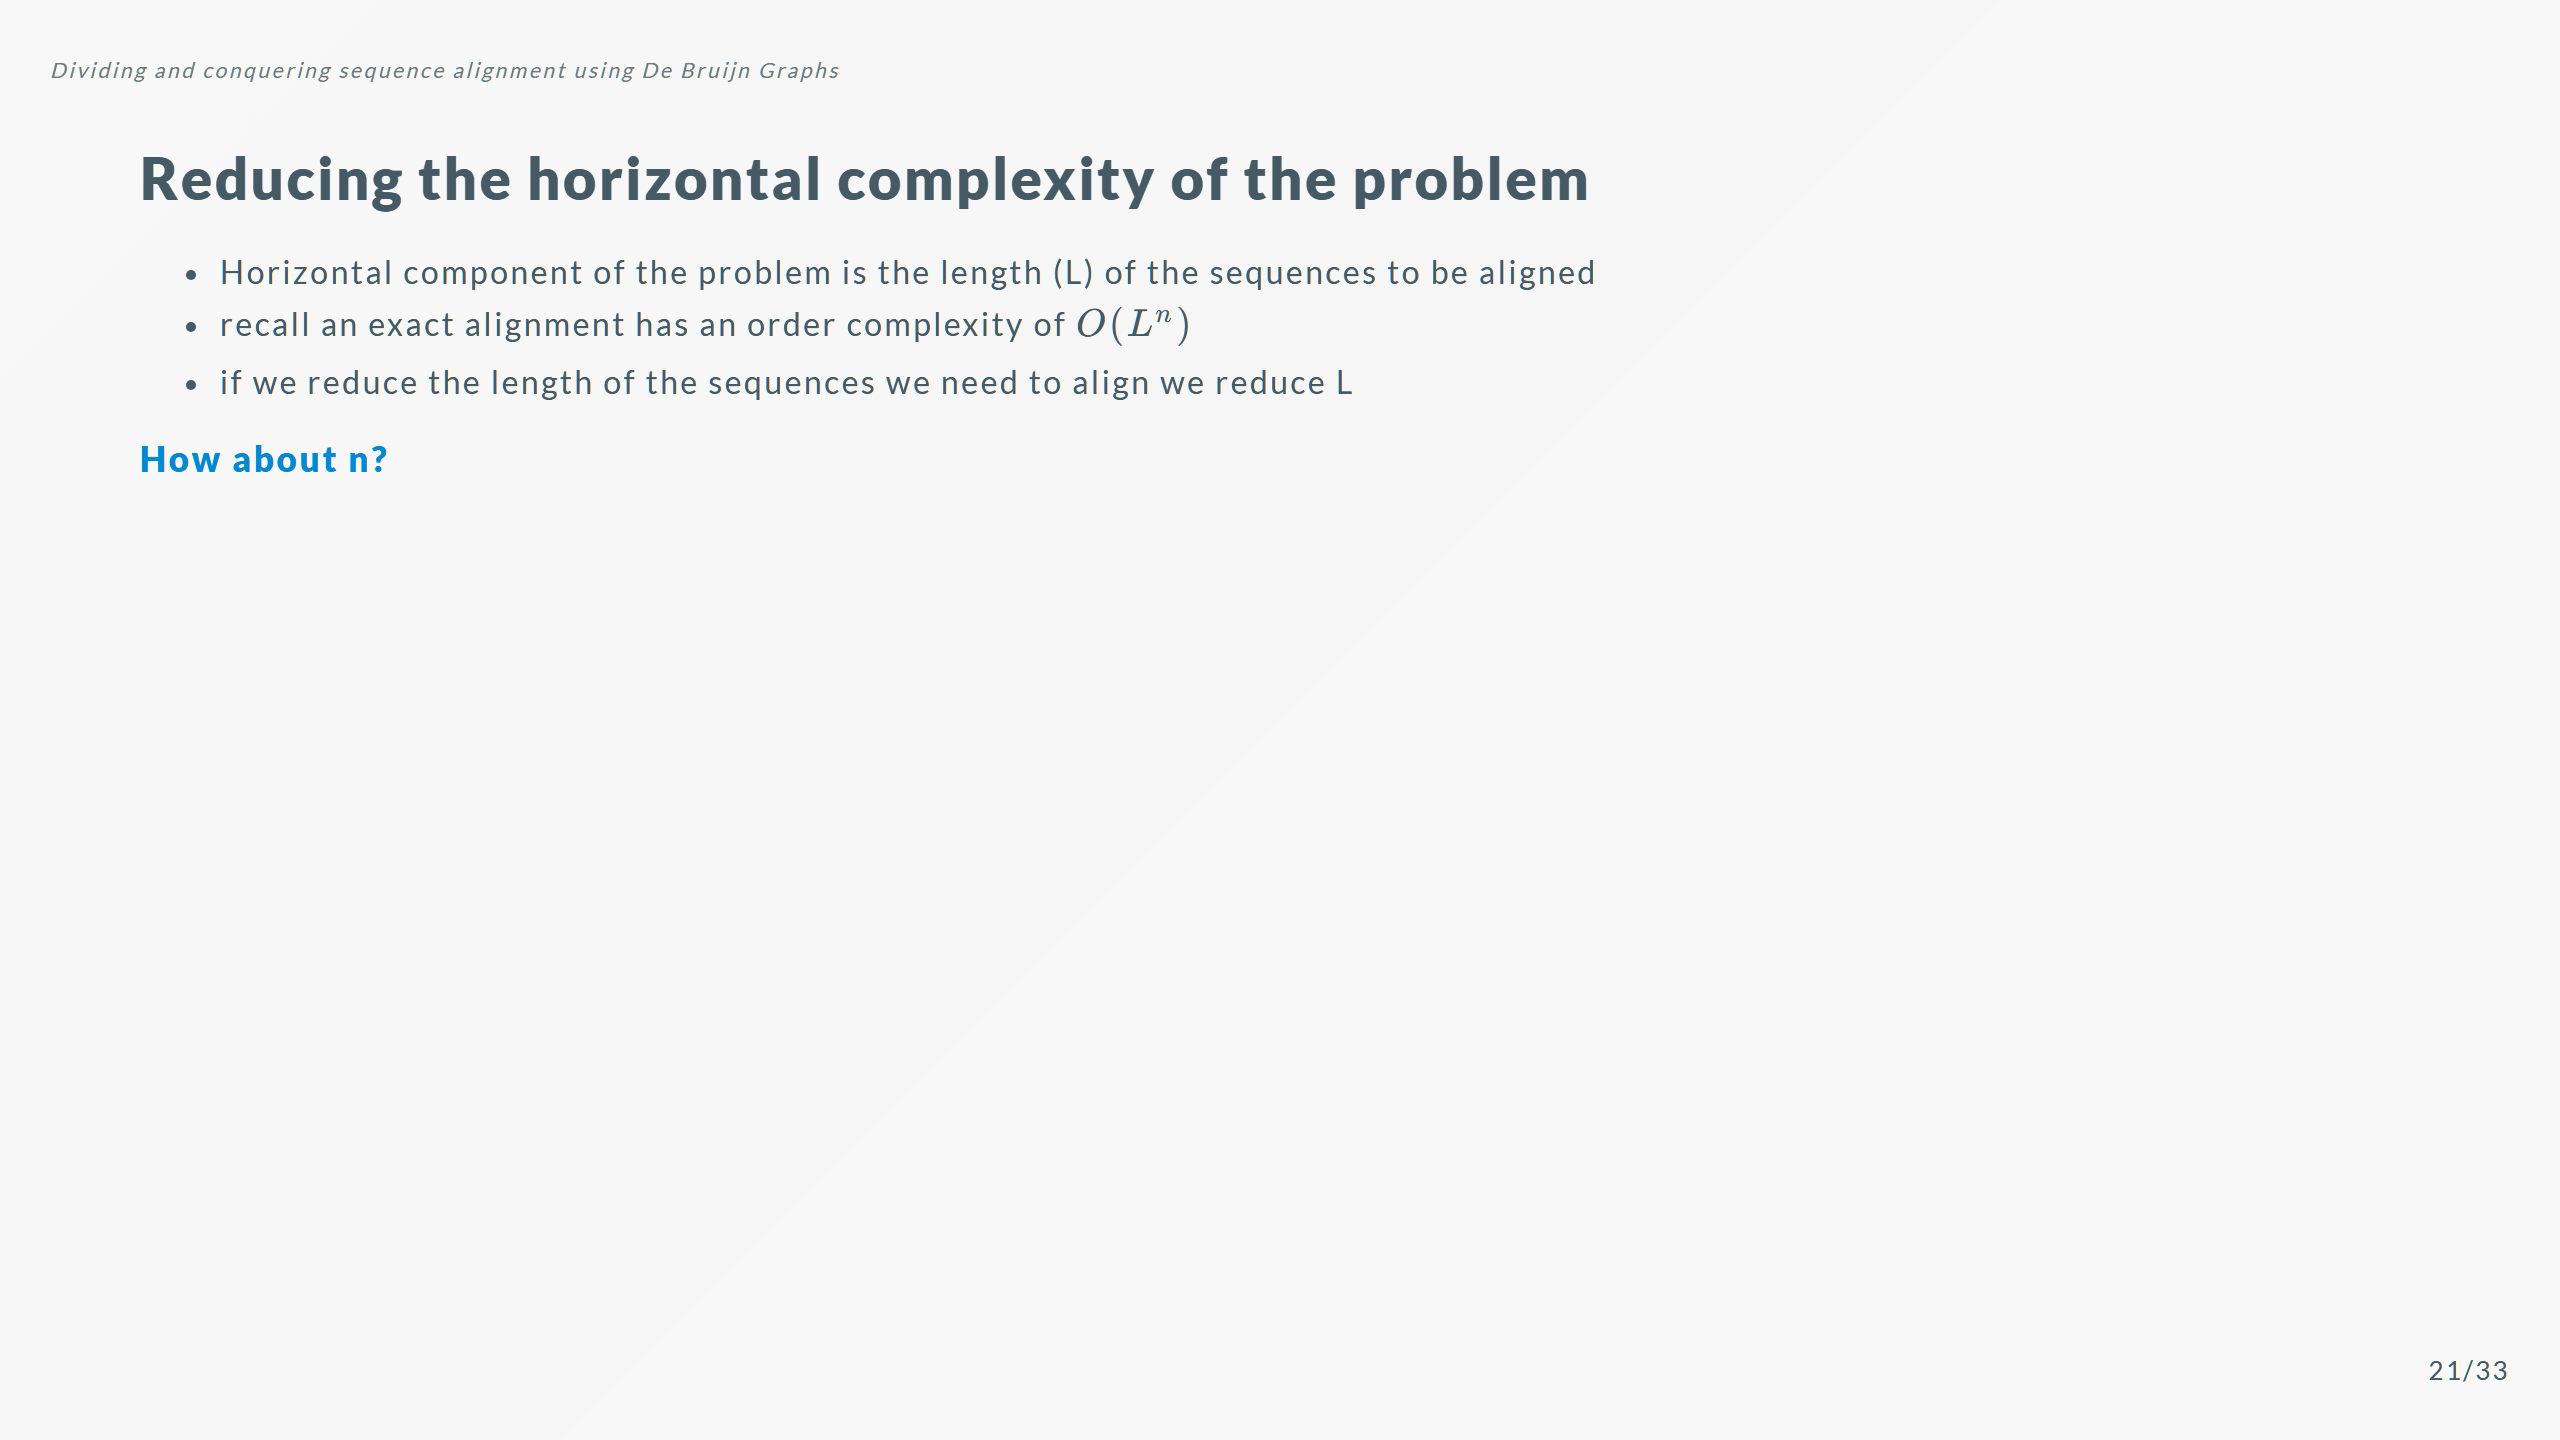 Dividing and conquering sequence alignment using De Bruijn Graphs
Reducing the horizontal complexity of the problem
• Horizontal component of the problem is the length (L) of the sequences to be aligned
• recall an exact alignment has an order complexity of O(Lⁿ)
• if we reduce the length of the sequences we need to align we reduce L
How about n?
21/33